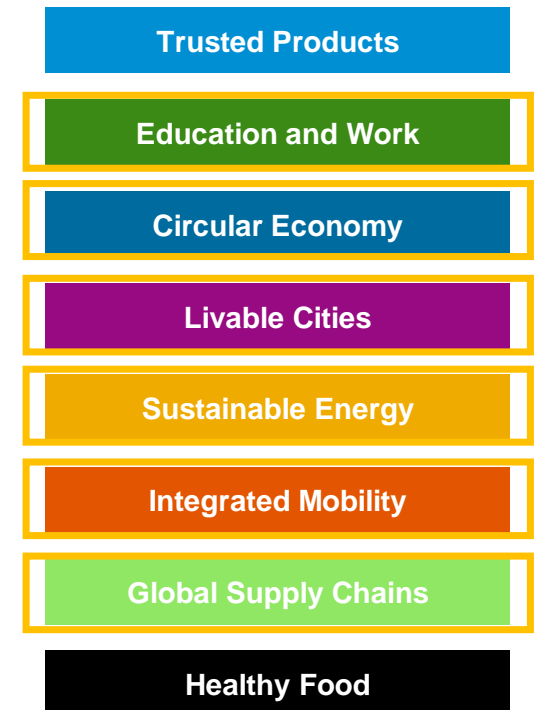 Trusted Products
Education and Work
Circular Economy
Livable Cities
Sustainable Energy
Integrated Mobility
Global Supply Chains
Healthy Food